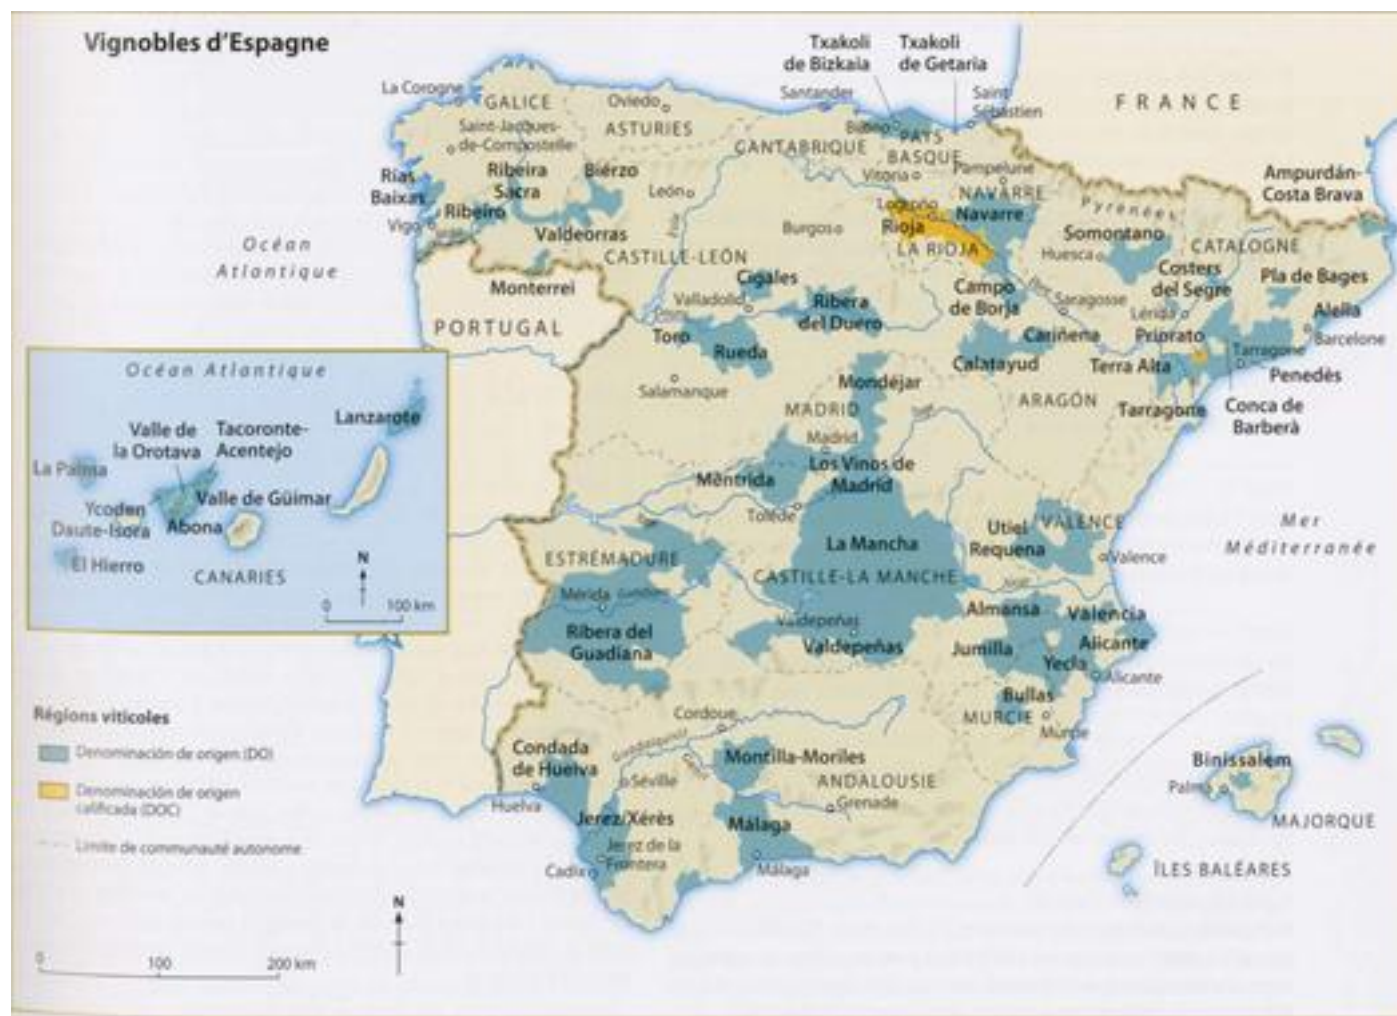 Vignobles d'Espagne
Txakoli
de Bizkaia
Txakoli
de Getaria
La Corogne
GALICE
Oviedo
ASTURIES
Santander
Saint
Sébastien
FRANCE
Saint-Jacques-
de-Compostelle
CANTABRIQUE
Bilbao
PAYS
BASQUE
Vitoria
Pampelune
NAVARRE
Rías
Baixas
Ribeira
Sacra
Biérzo
León
Ampurdán-
Costa Brava
Vigo
Ribeiro
Valdeorras
Burgos
Logroño
Rioja
Navarre
LA RIOJA
Pyrénées
Somontano
Huesca
CATALOGNE
Océan
Atlantique
CASTILLE-LEÓN
Monterrei
Cigales
Valladolid
Ribera
del Duero
Campo
de Borja
Saragosse
Costers
del Segre
Lérida
Pla de Bages
Alella
Barcelone
PORTUGAL
Toro
Rueda
Cariñena
Calatayud
Priorato
Terra Alta
Tarragone
Penedès
Salamanque
Mondéjar
MADRID
Madrid
ARAGÓN
Tarragone
Conca de
Barberà
Océan Atlantique
Lanzarote
Valle de
la Orotava
Tacoronte-
Acentejo
La Palma
Ycoden
Daute-Isora
Abona
Valle de Güimar
El Hierro
CANARIES
N
0 100 km
Mèntrida
Los Vinos de
Madrid
Tolède
ESTRÉMADURE
La Mancha
CASTILLE-LA MANCHE
Utiel
Requena
VALENCE
Valence
Mer
Méditerranée
Mérida
Guadiana
Ribera del
Guadiana
Valdepeñas
Valdepeñas
Almansa
Valencia
Jumilla
Alicante
Yecla
Alicante
Bullas
MURCIE
Murcie
Régions viticoles
Denominación de origen (DO)
Denominación de origen
calificada (DOC)
Limite de communauté autonome
Condada
de Huelva
Huelva
Cordoue
Guadalquivir
Séville
Montilla-Moriles
ANDALOUSIE
Grenade
Jerez/Xérès
Jerez de la
Frontera
Cadix
Málaga
Málaga
Binissalem
Palma
MAJORQUE
ÎLES BALÉARES
N
0 100 200 km